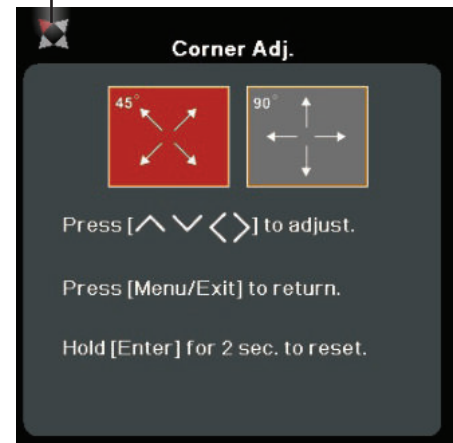 Corner Adj.
45° 90°
Press [∧ ∨ < >] to adjust.
Press [Menu/Exit] to return.
Hold [Enter] for 2 sec. to reset.